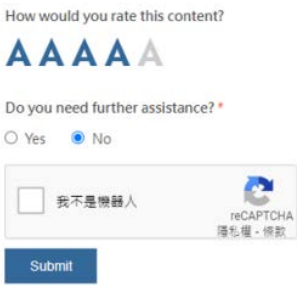 How would you rate this content?
AAAAA
Do you need further assistance? *
Yes No
我不是機器人
reCAPTCHA
隱私權 - 條款
Submit